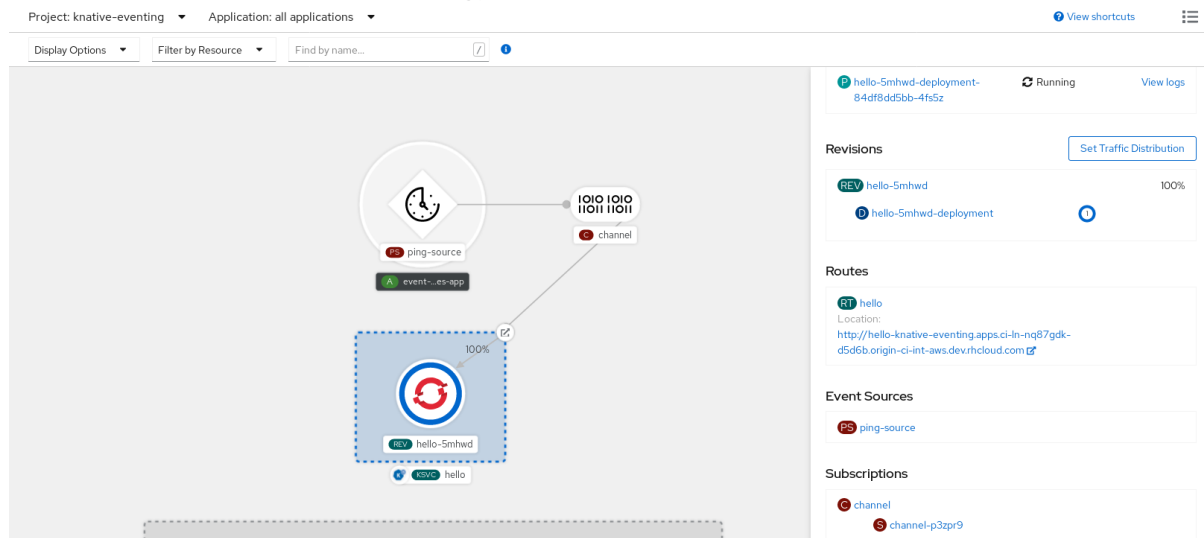 Project: knative-eventing
Application: all applications
View shortcuts
Display Options
Filter by Resource
Find by name...
/
P hello-5mhwd-deployment-
84df8dd5bb-4fs5z
Running
View logs
Revisions
Set Traffic Distribution
REV hello-5mhwd
100%
D hello-5mhwd-deployment
1
Routes
RT hello
Location:
http://hello-knative-eventing.apps.ci-ln-nq87gdk-
d5d6b.origin-ci-int-aws.dev.rhcloud.com
Event Sources
PS ping-source
Subscriptions
C channel
S channel-p3zpr9
1010 1010
11011 11011
PS ping-source
C channel
A event-...es-app
100%
REV hello-5mhwd
KSVC hello